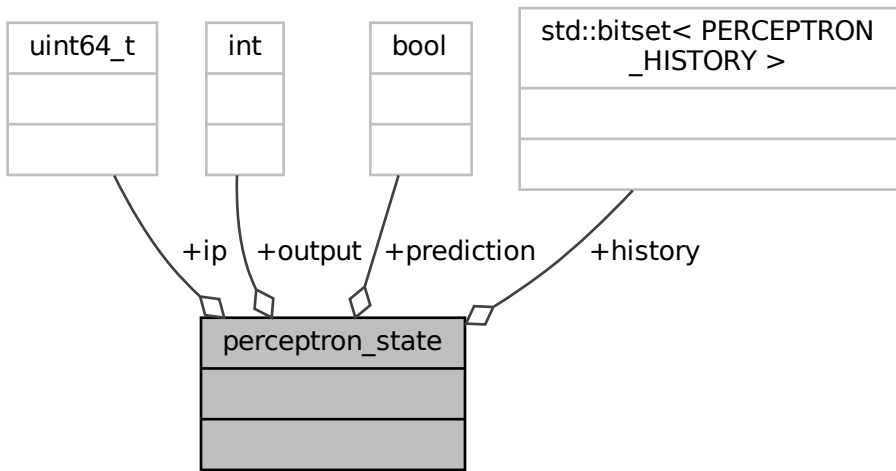 uint64_t
int
bool
std::bitset< PERCEPTRON
_HISTORY >
+ip
+output
+prediction
+history
perceptron_state